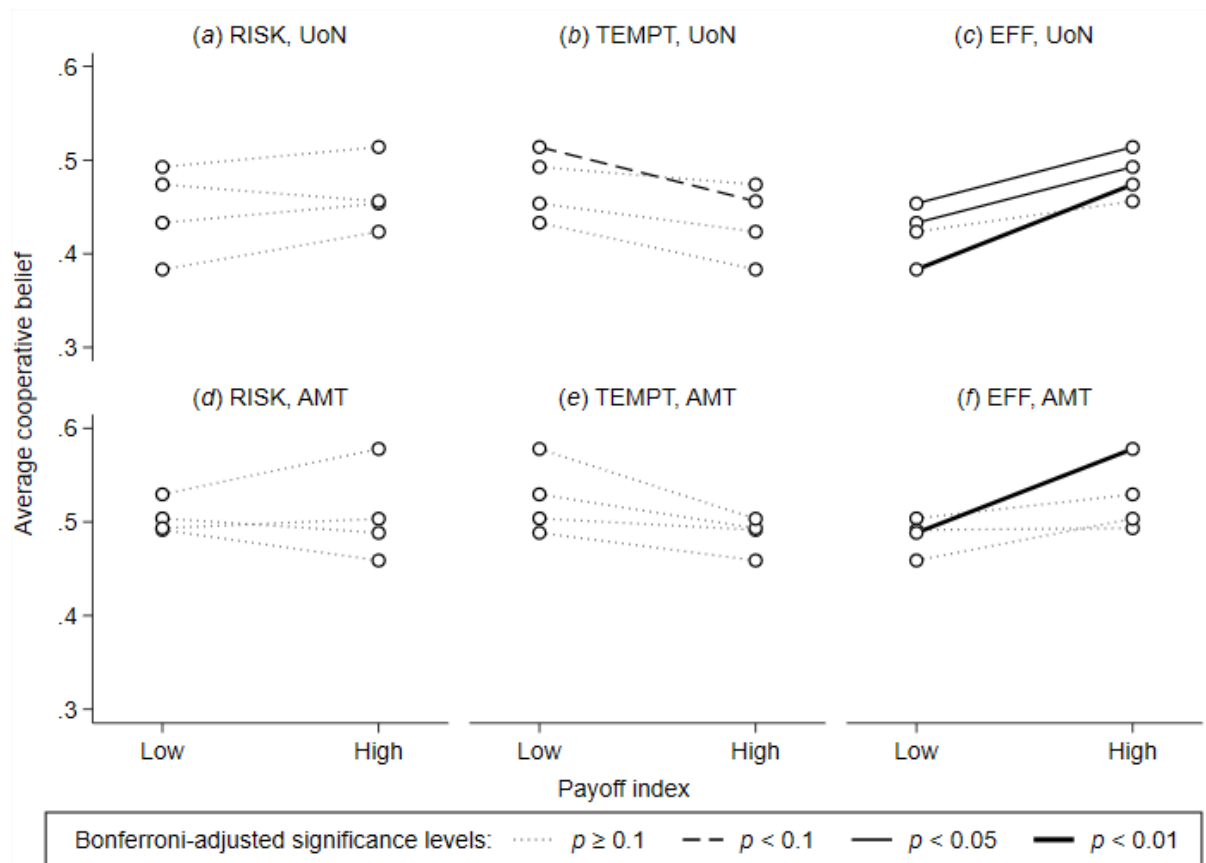 (a) RISK, UoN
(b) TEMPT, UoN
(c) EFF, UoN
.6
.5
.4
.3
Average cooperative belief
(d) RISK, AMT
(e) TEMPT, AMT
(f) EFF, AMT
.6
.5
.4
.3
Low
High
Low
High
Low
High
Payoff index
Bonferroni-adjusted significance levels: p ≥ 0.1 p < 0.1 p < 0.05 p < 0.01